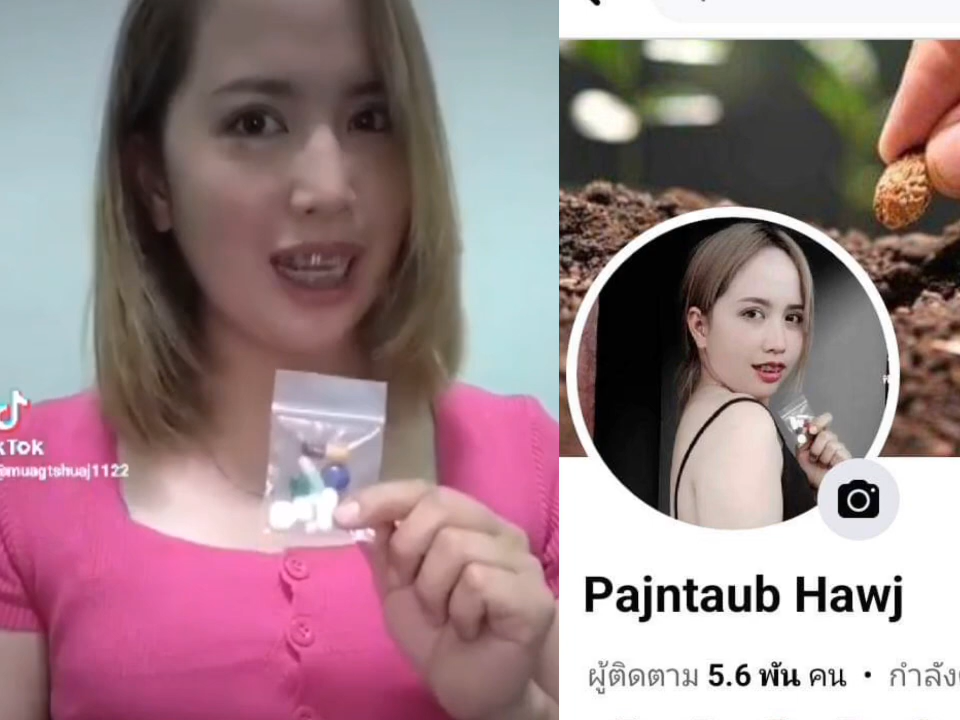 TikTok
@muagtshuaj1122
Pajntaub Hawj
ผู้ติดตาม 5.6 พัน คน • กำลัง